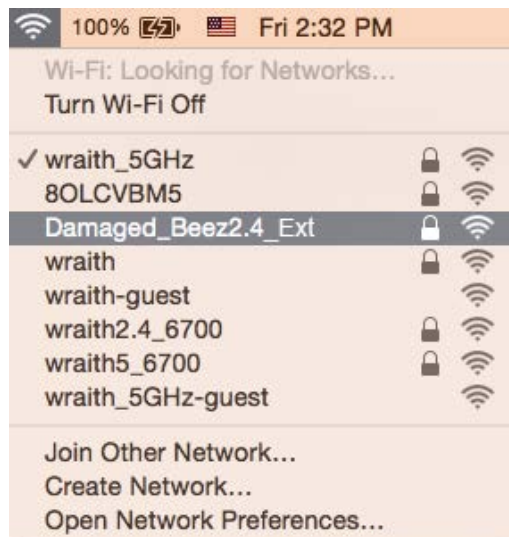 100% Fri 2:32 PM
Wi-Fi: Looking for Networks...
Turn Wi-Fi Off
wraith_5GHz
8OLCVBM5
Damaged_Beez2.4_Ext
wraith
wraith-guest
wraith2.4_6700
wraith5_6700
wraith_5GHz-guest
Join Other Network...
Create Network...
Open Network Preferences...